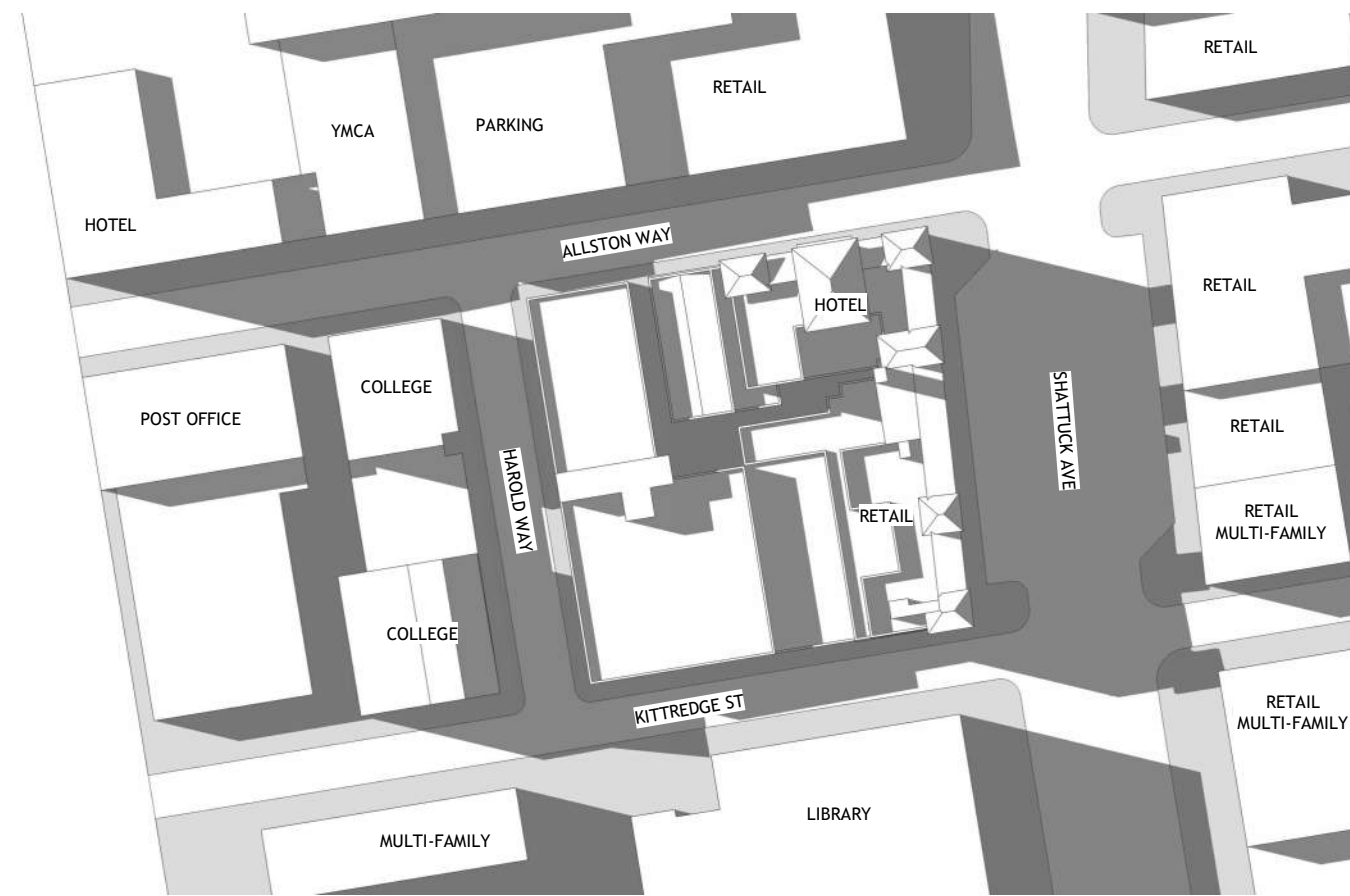 RETAIL
RETAIL
PARKING
YMCA
HOTEL
ALLSTON WAY
RETAIL
HOTEL
COLLEGE
SHATTUCK AVE
POST OFFICE
RETAIL
HAROLD WAY
RETAIL
RETAIL
MULTI-FAMILY
COLLEGE
KITTREDGE ST
RETAIL
MULTI-FAMILY
LIBRARY
MULTI-FAMILY